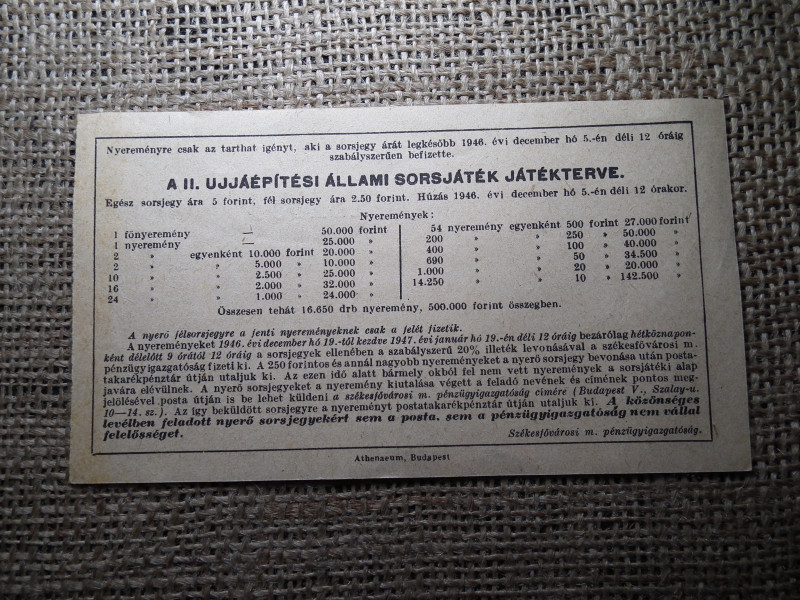 Nyereményre csak az tarthat igényt, aki a sorsjegy árát legkésőbb 1946. évi december hó 5.-én déli 12 óráig
szabályszerűen befizette.
A II. UJJÁÉPÍTÉSI ÁLLAMI SORSJÁTÉK JÁTÉKTERVE.
Egész sorsjegy ára 5 forint, fél sorsjegy ára 2.50 forint. Húzás 1946. évi december hó 5.-én déli 12 órakor.
Nyeremények:
1 főnyeremény — 50.000 forint
1 nyeremény — 25.000 „
2 „ egyenként 10.000 forint 20.000 „
2 „ „ 5.000 „ 10.000 „
10 „ „ 2.500 „ 25.000 „
16 „ „ 2.000 „ 32.000 „
24 „ „ 1.000 „ 24.000 „
54 nyeremény egyenként 500 forint 27.000 forint
200 „ „ 250 „ 50.000 „
400 „ „ 100 „ 40.000 „
690 „ „ 50 „ 34.500 „
1.000 „ „ 20 „ 20.000 „
14.250 „ „ 10 „ 142.500 „
Összesen tehát 16.650 drb nyeremény, 500.000 forint összegben.
A nyerő félsorsjegyre a fenti nyereményeknek csak a felét fizetik.
A nyereményeket 1946. évi december hó 19.-től kezdve 1947. évi január hó 19.-én déli 12 óráig bezárólag hétköznapon-
ként délelőtt 9 órától 12 óráig a sorsjegyek ellenében a szabályszerű 20% illeték levonásával a székesfővárosi m.
pénzügyigazgatóság fizeti ki. A 250 forintos és annál nagyobb nyereményeket a nyerő sorsjegy bevonása után posta-
takarékpénztár útján utaljuk ki. Az ezen idő alatt bármely okból fel nem vett nyeremények a sorsjátéki alap
javára elévülnek. A nyerő sorsjegyeket a nyeremény kiutalása végett a feladó nevének és címének pontos meg-
jelölésével posta útján is be lehet küldeni a székesfővárosi m. pénzügyigazgatóság címére (Budapest V., Szalay-u.
10—14. sz.). Az így beküldött sorsjegyre a nyereményt postatakarékpénztár útján utaljuk ki. A közönséges
levélben feladott nyerő sorsjegyekért sem a posta, sem a pénzügyigazgatóság nem vállal
felelősséget.
Székesfővárosi m. pénzügyigazgatóság.
Athenaeum, Budapest